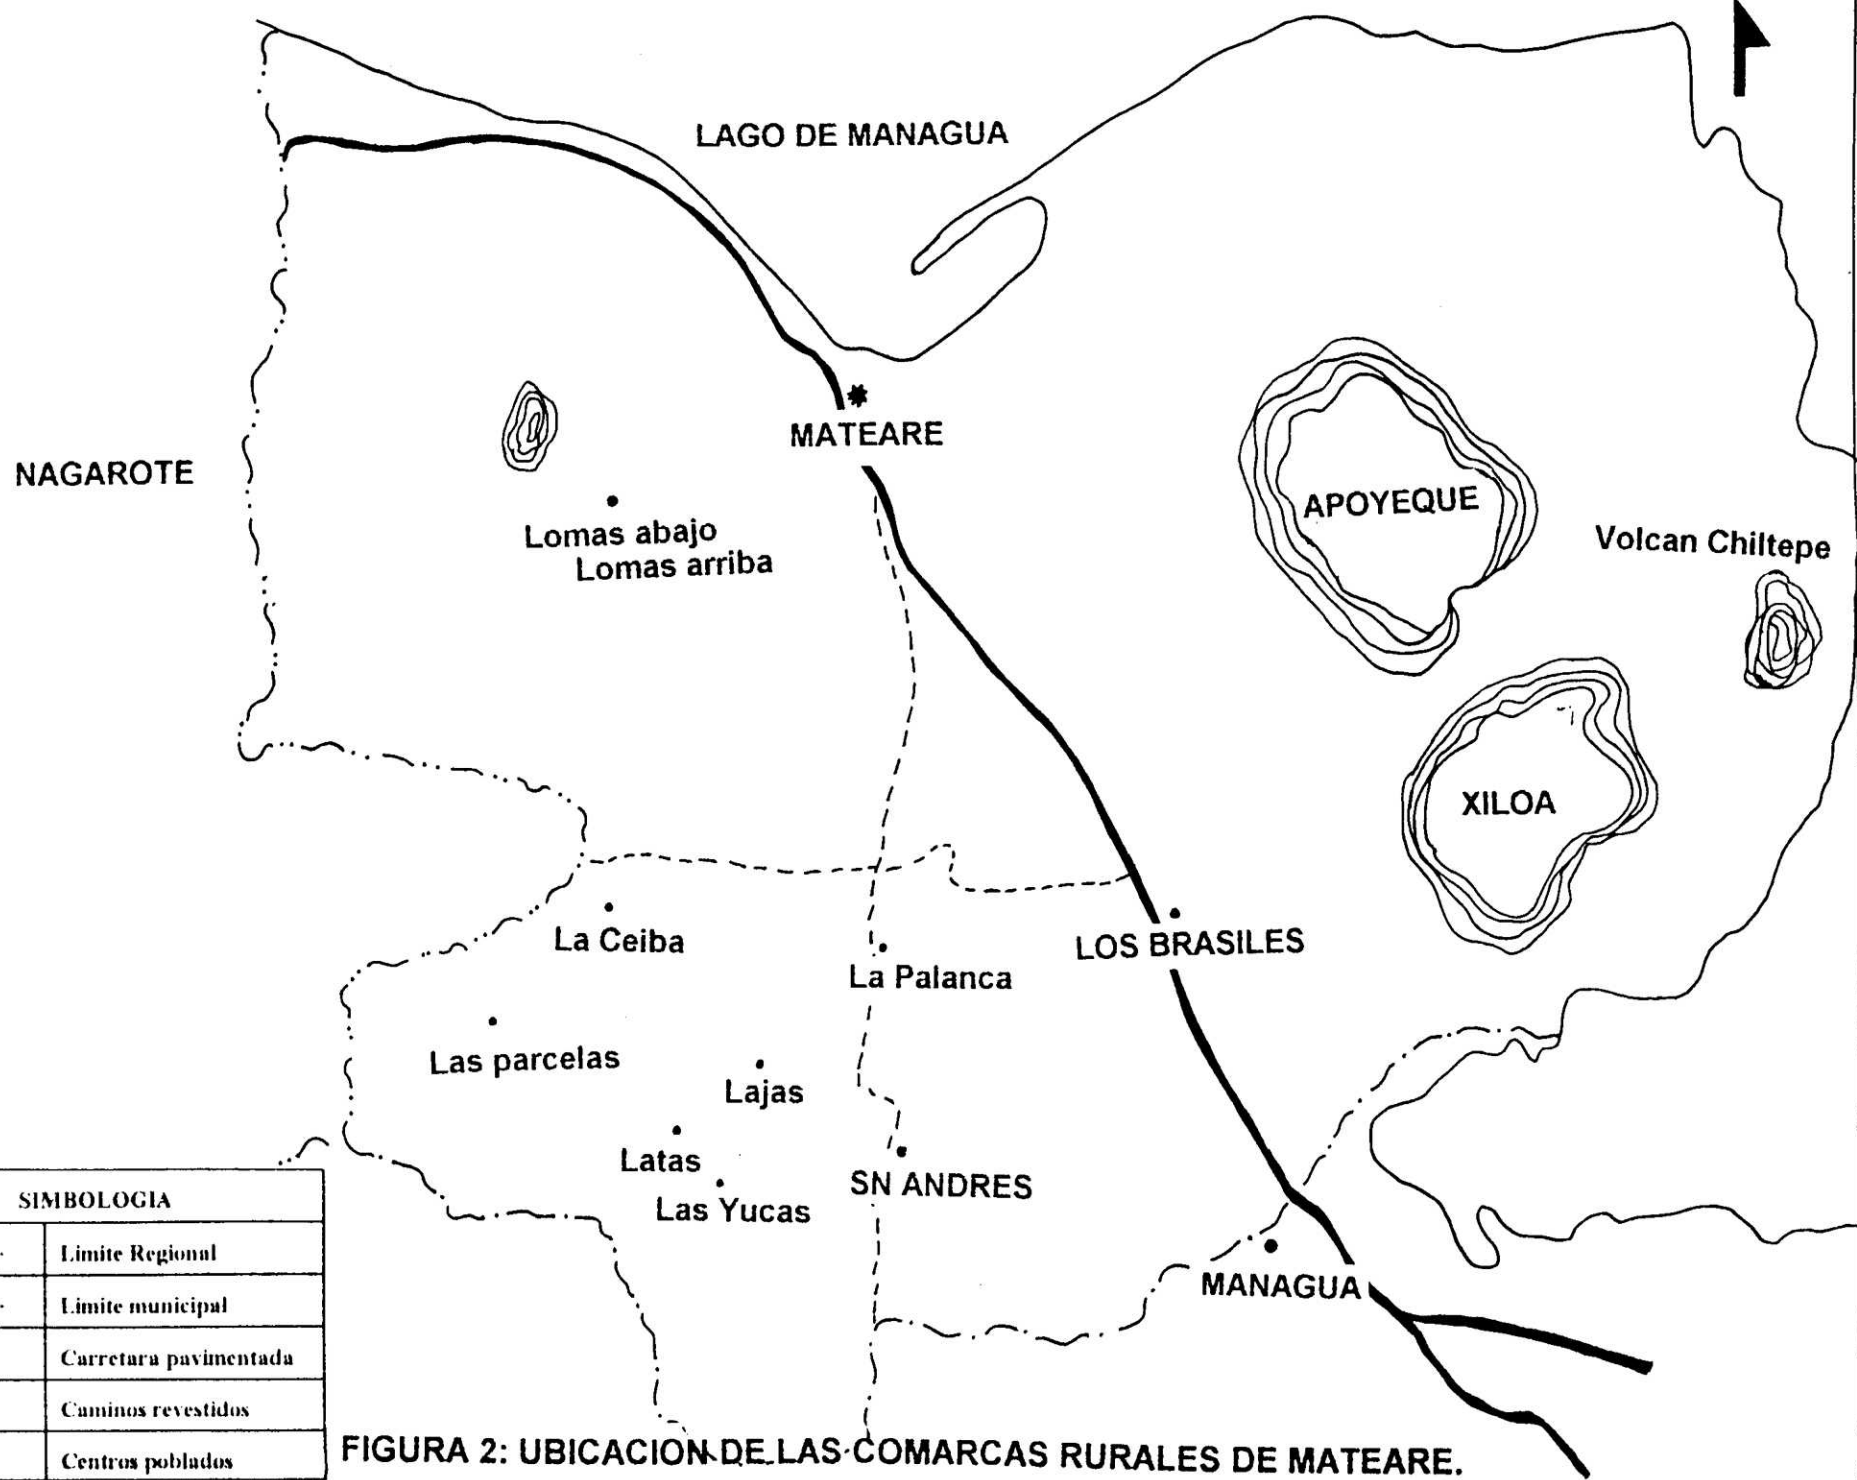 LAGO DE MANAGUA
MATEARE
NAGAROTE
Lomas abajo
Lomas arriba
APOYEQUE
Volcan Chiltepe
XILOA
La Ceiba
La Palanca
LOS BRASILES
Las parcelas
Lajas
Latas
SN ANDRES
Las Yucas
MANAGUA
SIMBOLOGIA
Limite Regional
Limite municipal
Carretara pavimentada
Caminos revestidos
Centros poblados
FIGURA 2: UBICACION DE LAS COMARCAS RURALES DE MATEARE.